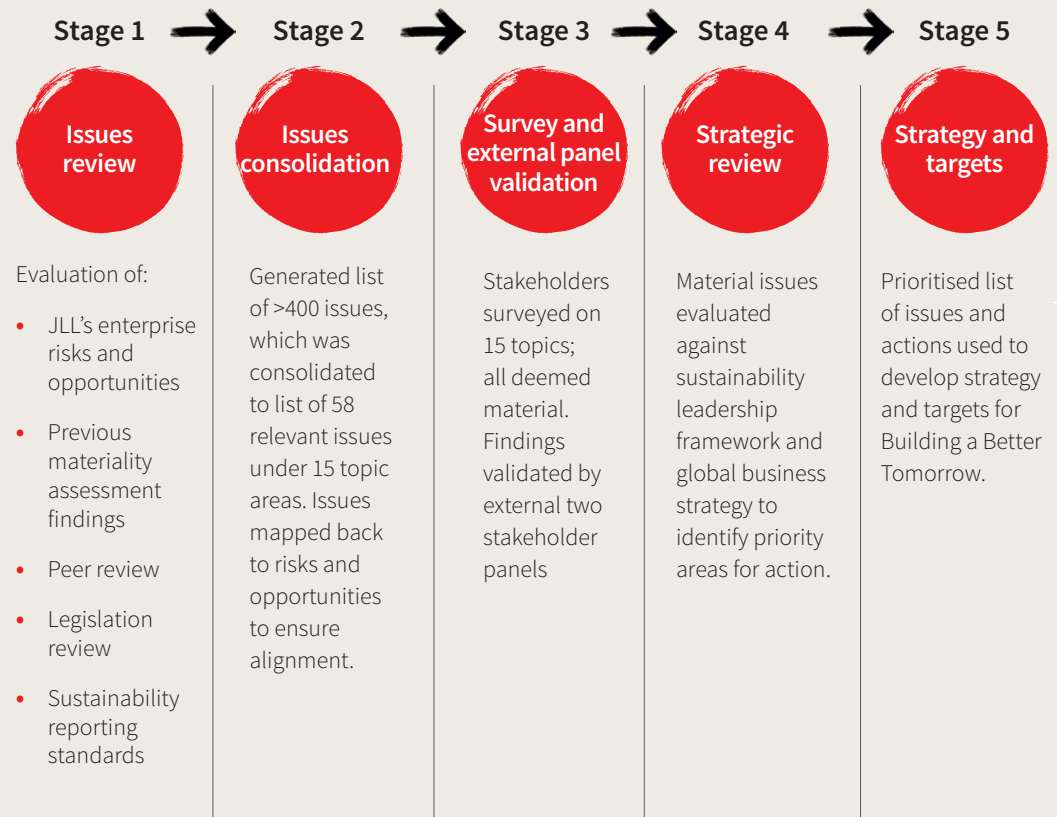 Stage 1
Stage 2
Stage 3
Stage 4
Stage 5
Issues
review
Issues
consolidation
Survey and
external panel
validation
Strategic
review
Strategy and
targets
Evaluation of:
• JLL's enterprise
risks and
opportunities
• Previous
materiality
assessment
findings
• Peer review
• Legislation
review
• Sustainability
reporting
standards
Generated list
of >400 issues,
which was
consolidated
to list of 58
relevant issues
under 15 topic
areas. Issues
mapped back
to risks and
opportunities
to ensure
alignment.
Stakeholders
surveyed on
15 topics;
all deemed
material.
Findings
validated by
external two
stakeholder
panels
Material issues
evaluated
against
sustainability
leadership
framework and
global business
strategy to
identify priority
areas for action.
Prioritised list
of issues and
actions used to
develop strategy
and targets for
Building a Better
Tomorrow.